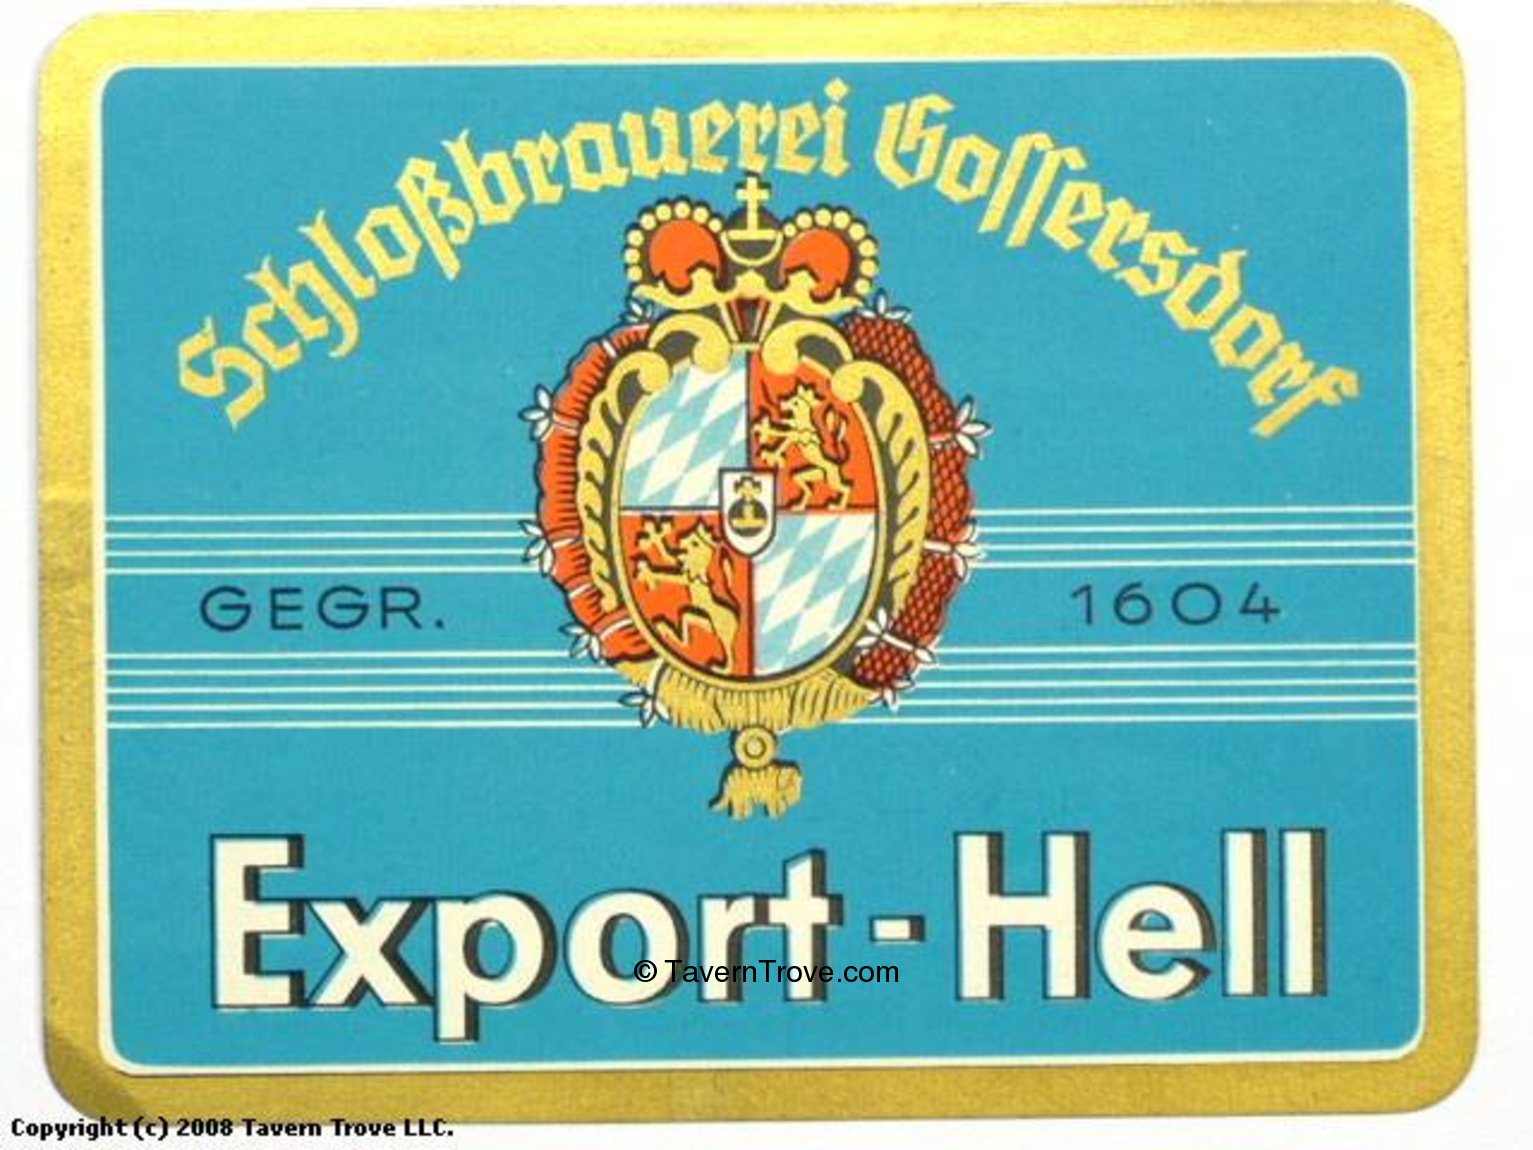 Schloßbrauerei Gossersdorf
GEGR. 1604
Export-Hell
© TavernTrove.com
Copyright (c) 2008 Tavern Trove LLC.